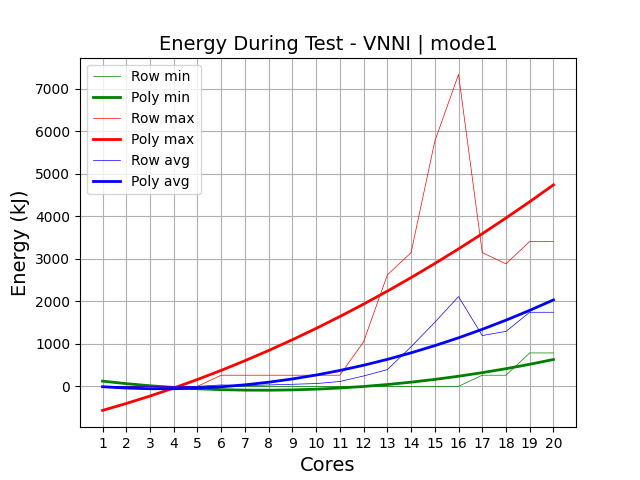 Energy During Test - VNNI | mode1
Row min
Poly min
Row max
Poly max
Row avg
Poly avg
Energy (kJ)
7000
6000
5000
4000
3000
2000
1000
0
1 2 3 4 5 6 7 8 9 10 11 12 13 14 15 16 17 18 19 20
Cores